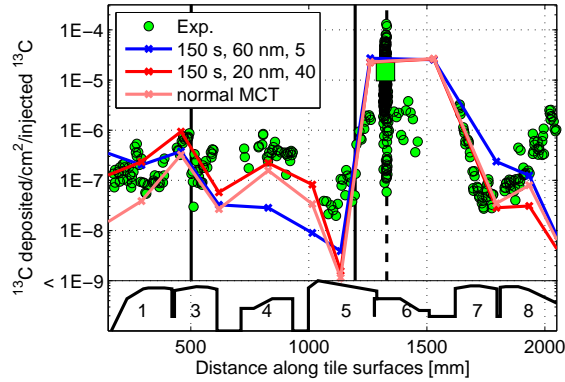 Exp.
150 s, 60 nm, 5
150 s, 20 nm, 40
normal MCT
¹³C deposited/cm²/injected ¹³C
1E−4
1E−5
1E−6
1E−7
1E−8
< 1E−9
1 3 4 5 6 7 8
500 1000 1500 2000
Distance along tile surfaces [mm]